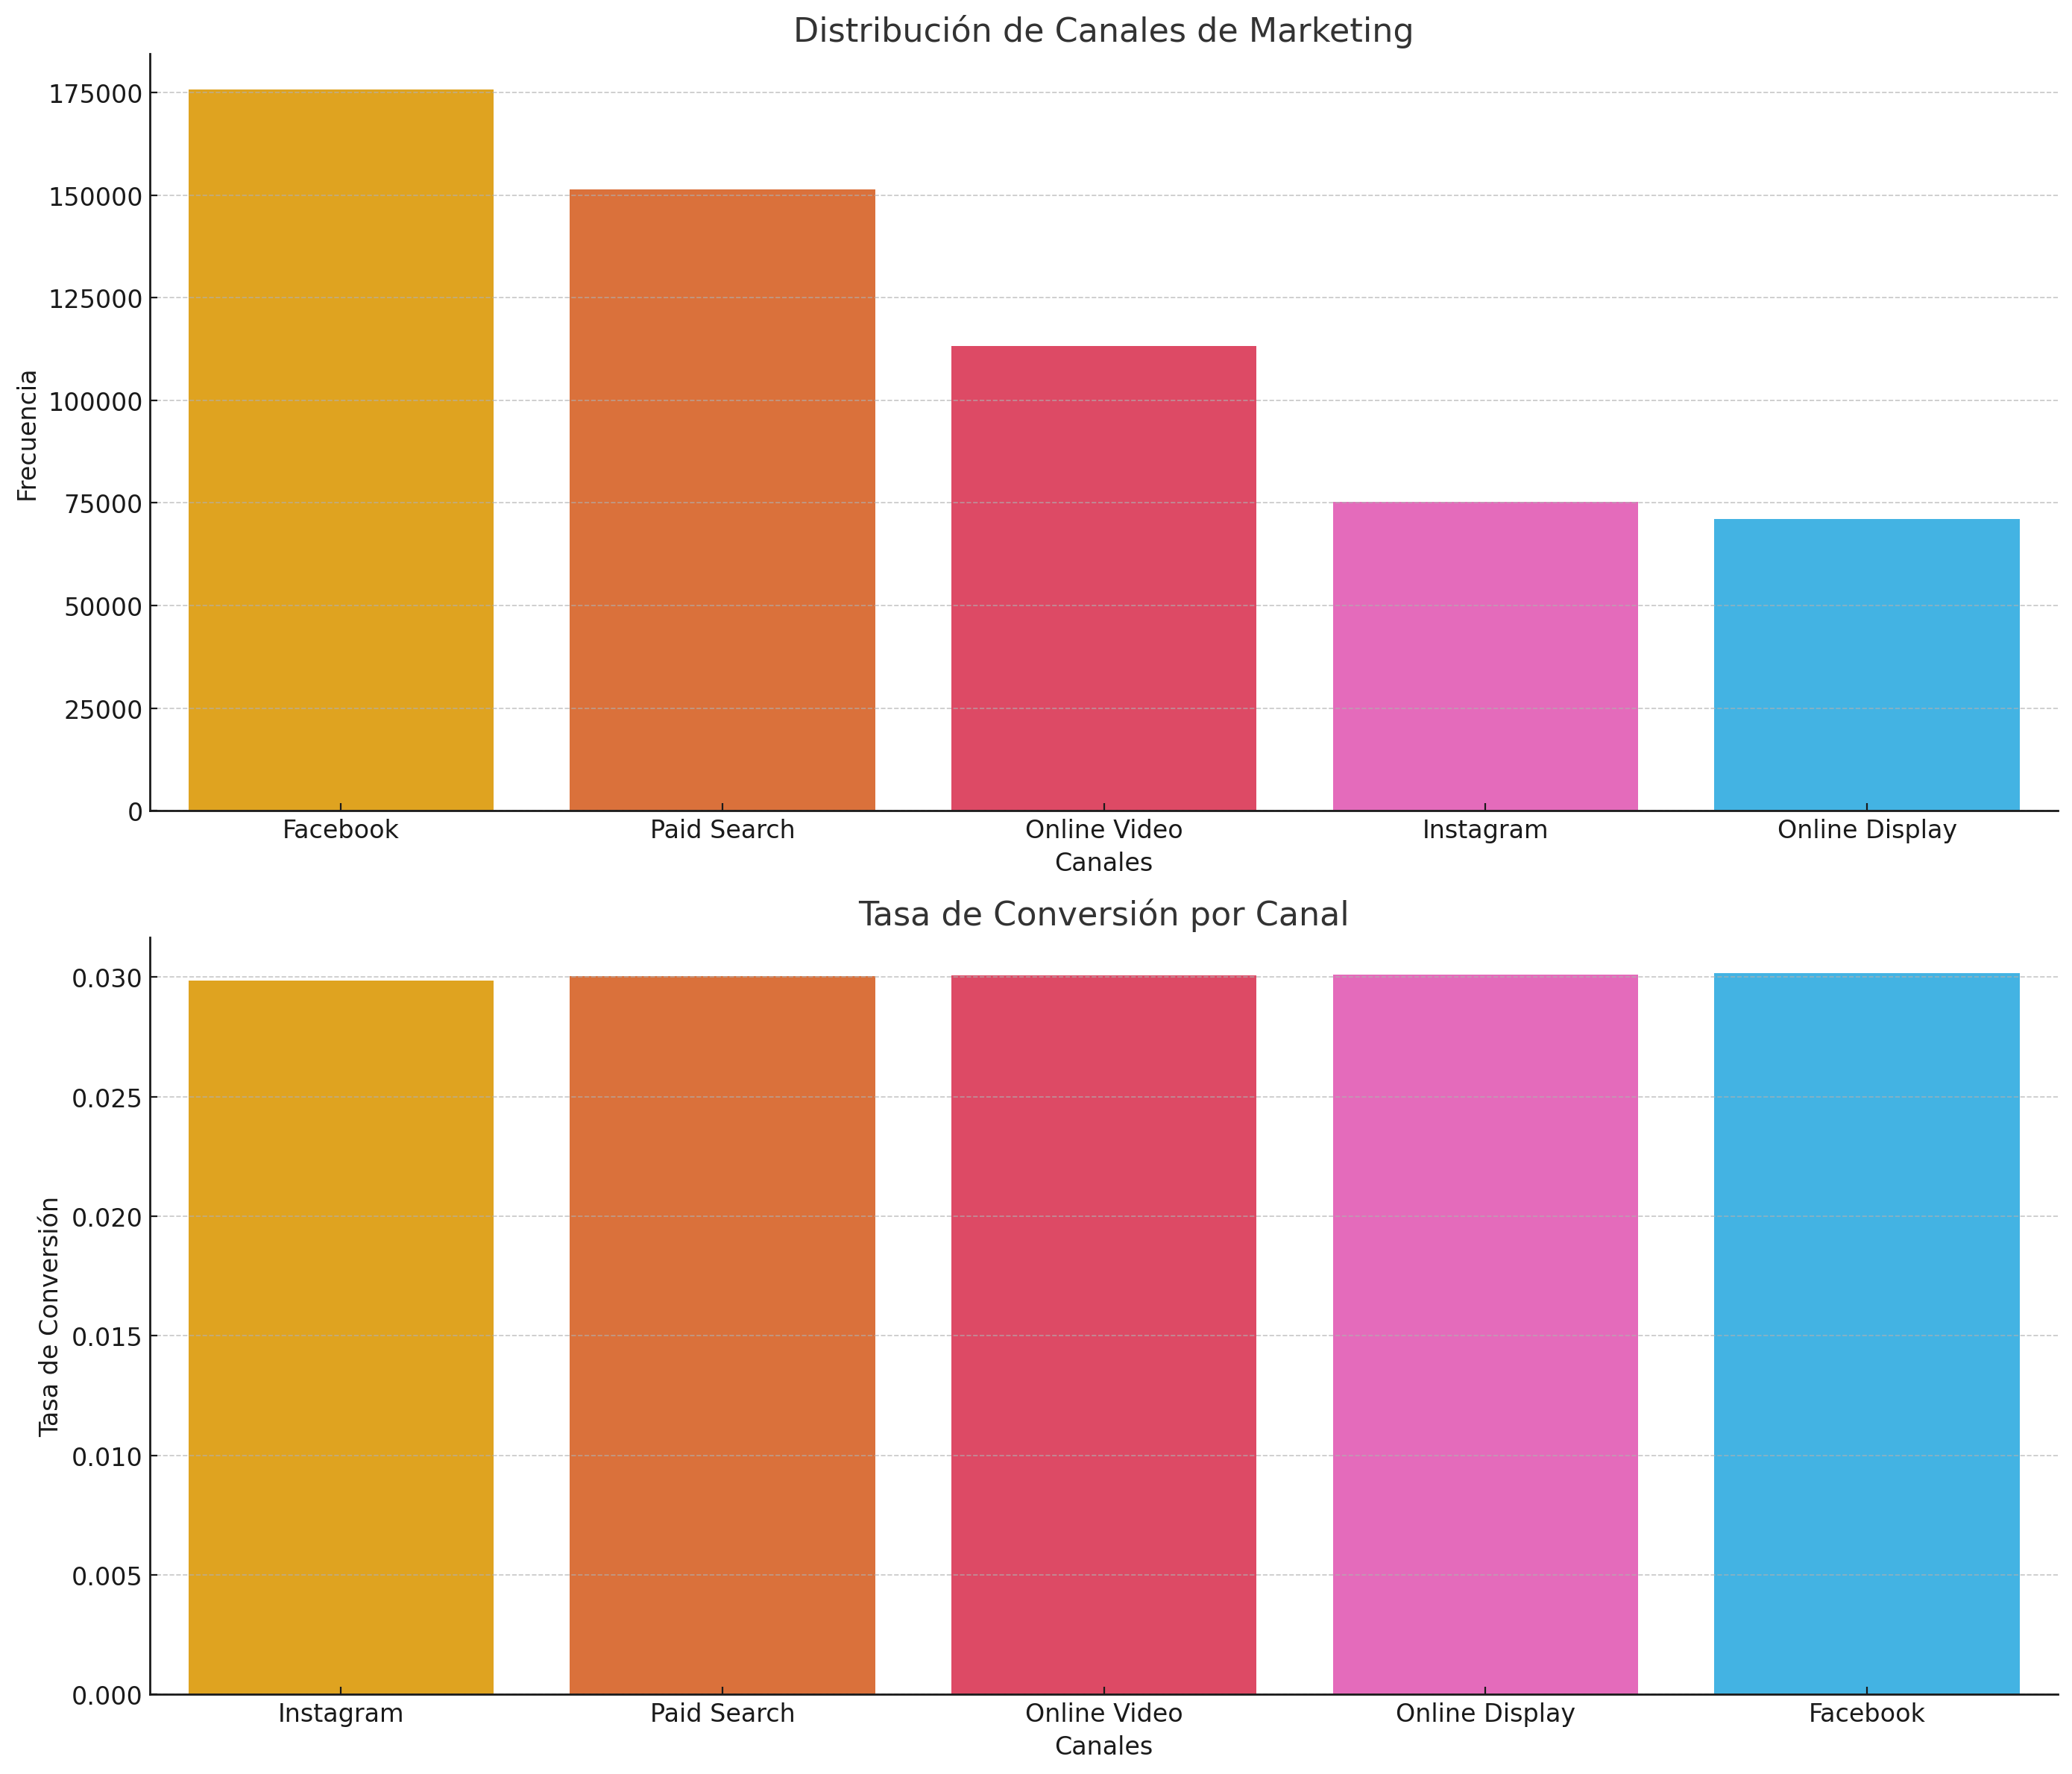 Distribución de Canales de Marketing
175000
150000
125000
100000
75000
50000
25000
0
Frecuencia
Facebook Paid Search Online Video Instagram Online Display
Canales
Tasa de Conversión por Canal
0.030
0.025
0.020
0.015
0.010
0.005
0.000
Tasa de Conversión
Instagram Paid Search Online Video Online Display Facebook
Canales